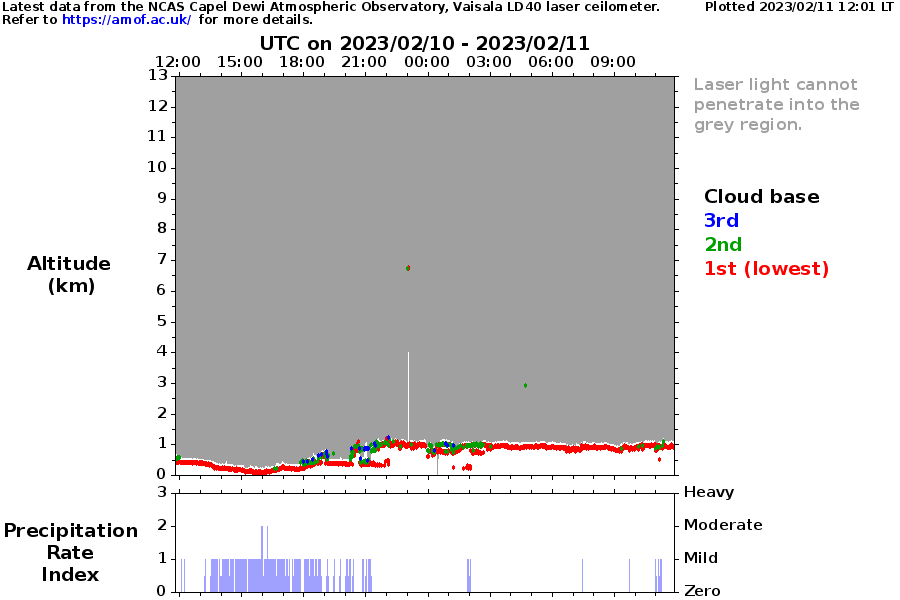 Latest data from the NCAS Capel Dewi Atmospheric Observatory, Vaisala LD40 laser ceilometer.
Plotted 2023/02/11 12:01 LT
Refer to https://amof.ac.uk/ for more details.
UTC on 2023/02/10 - 2023/02/11
12:00 15:00 18:00 21:00 00:00 03:00 06:00 09:00
13
12
11
10
9
8
7
6
5
4
3
2
1
0
Altitude
(km)
Laser light cannot
penetrate into the
grey region.
Cloud base
3rd
2nd
1st (lowest)
3
2
1
0
Precipitation
Rate
Index
Heavy
Moderate
Mild
Zero